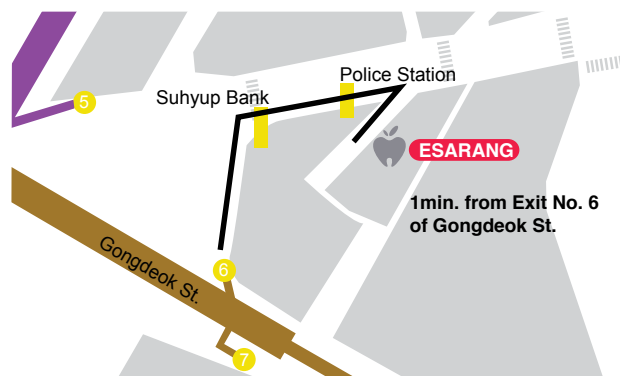 Police Station
Suhyup Bank
5
ESARANG
1min. from Exit No. 6
of Gongdeok St.
Gongdeok St.
6
7